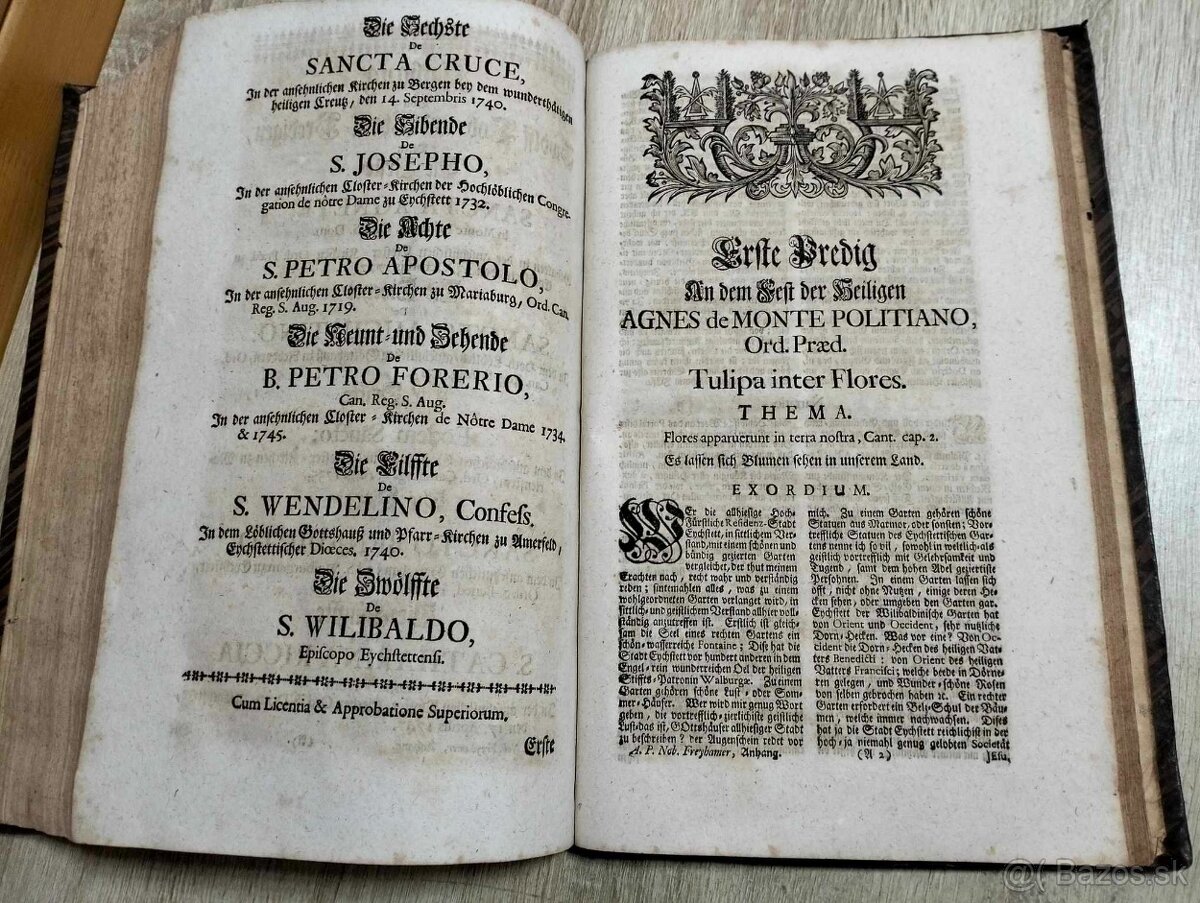 Die Sechste
De
SANCTA CRUCE,
In der ansehnlichen Kirchen zu Bergen bey dem wunderthätigen
heiligen Creutz, den 14. Septembris 1740.
Die Sibende
De
S. JOSEPHO,
In der ansehnlichen Closter-Kirchen der Hochlöblichen Congre-
gation de nôtre Dame zu Eychstett 1732.
Die Achte
De
S. PETRO APOSTOLO,
In der ansehnlichen Closter-Kirchen zu Mariaburg, Ord. Can.
Reg. S. Aug. 1719.
Die Neunt-und Zehende
De
B. PETRO FORERIO,
Can. Reg. S. Aug.
In der ansehnlichen Closter-Kirchen de Nôtre Dame 1734.
& 1745.
Die Eilffte
De
S. WENDELINO, Confess.
In dem Löblichen Gottshauß und Pfarr-Kirchen zu Amerfeld,
Eychstettischer Diœces. 1740.
Die Zwölffte
De
S. WILIBALDO,
Episcopo Eychstettensi.
Cum Licentia & Approbatione Superiorum.
Erste
Erste Predig
An dem Fest der Heiligen
AGNES de MONTE POLITIANO,
Ord. Præd.
Tulipa inter Flores.
THEMA.
Flores apparuerunt in terra nostra, Cant. cap. 2.
Es lassen sich Blumen sehen in unserem Land.
EXORDIUM.
WEr die allhiesige Hoch-
Fürstliche Residenz-Stadt
Eychstett, in sittlichem Ver-
stand, mit einem schönen und
bändig gezierten Garten
vergleichet, der thut meinem
Erachten nach, recht wahr und verständig
reden; sintemahlen alles, was zu einem
wohlgeordneten Garten verlanget wird, in
sittlich-und geistlichem Verstand allhier voll-
ständig anzutreffen ist. Erstlich ist gleich-
sam die Seel eines rechten Gartens ein
schön-wasserreiche Fontaine; Dise hat die
Stadt Eychstett vor hundert anderen in dem
Engel-rein wunderreichen Oel der heiligen
Stiffts-Patronin Walburgæ. Zu einem
Garten gehören schöne Lust-oder Som-
mer-Häuser. Wer wird mir genug Wort
geben, die vortrefflich-zierlichiste geistliche
Lust-das ist, GOttshäuser allhiesiger Stadt
zu beschreiben? der Augenschein redet vor
A. P. Nob. Freyhamer, Anhang.
mich. Zu einem Garten gehören schöne
Statuen aus Marmor, oder sonsten; Vor-
treffliche Statuen des Eychstettischen Gar-
tens nenne ich so vil, sowohl in weltlich-als
geistlich vortrefflich mit Gelehrsamkeit und
Tugend, samt dem hohen Adel gezierteste
Persohnen. In einem Garten lassen sich
offt, nicht ohne Nutzen, einige deren He-
cken sehen, oder umgeben den Garten gar.
Eychstett der Wilibaldinische Garten hat
von Orient und Occident, sehr nutzliche
Dorn-Hecken. Was vor eine? Von Oc-
cident die Dorn-Hecken des heiligen Vat-
ters Benedicti: von Orient des heiligen
Vatters Francisci; welche beede in Dörne-
ren gelegen, und Wunder-schöne Rosen
von selben gebrochen haben ꝛc. Ein rechter
Garten erfordert ein Beltz-Schul der Bäu-
men, welche immer nachwachsen. Dises
hat ja die Stadt Eychstett reichlichist in der
hoch-ja niemahl genug gelobten Societät
(A 2)
JEsu,
@( Bazos.sk